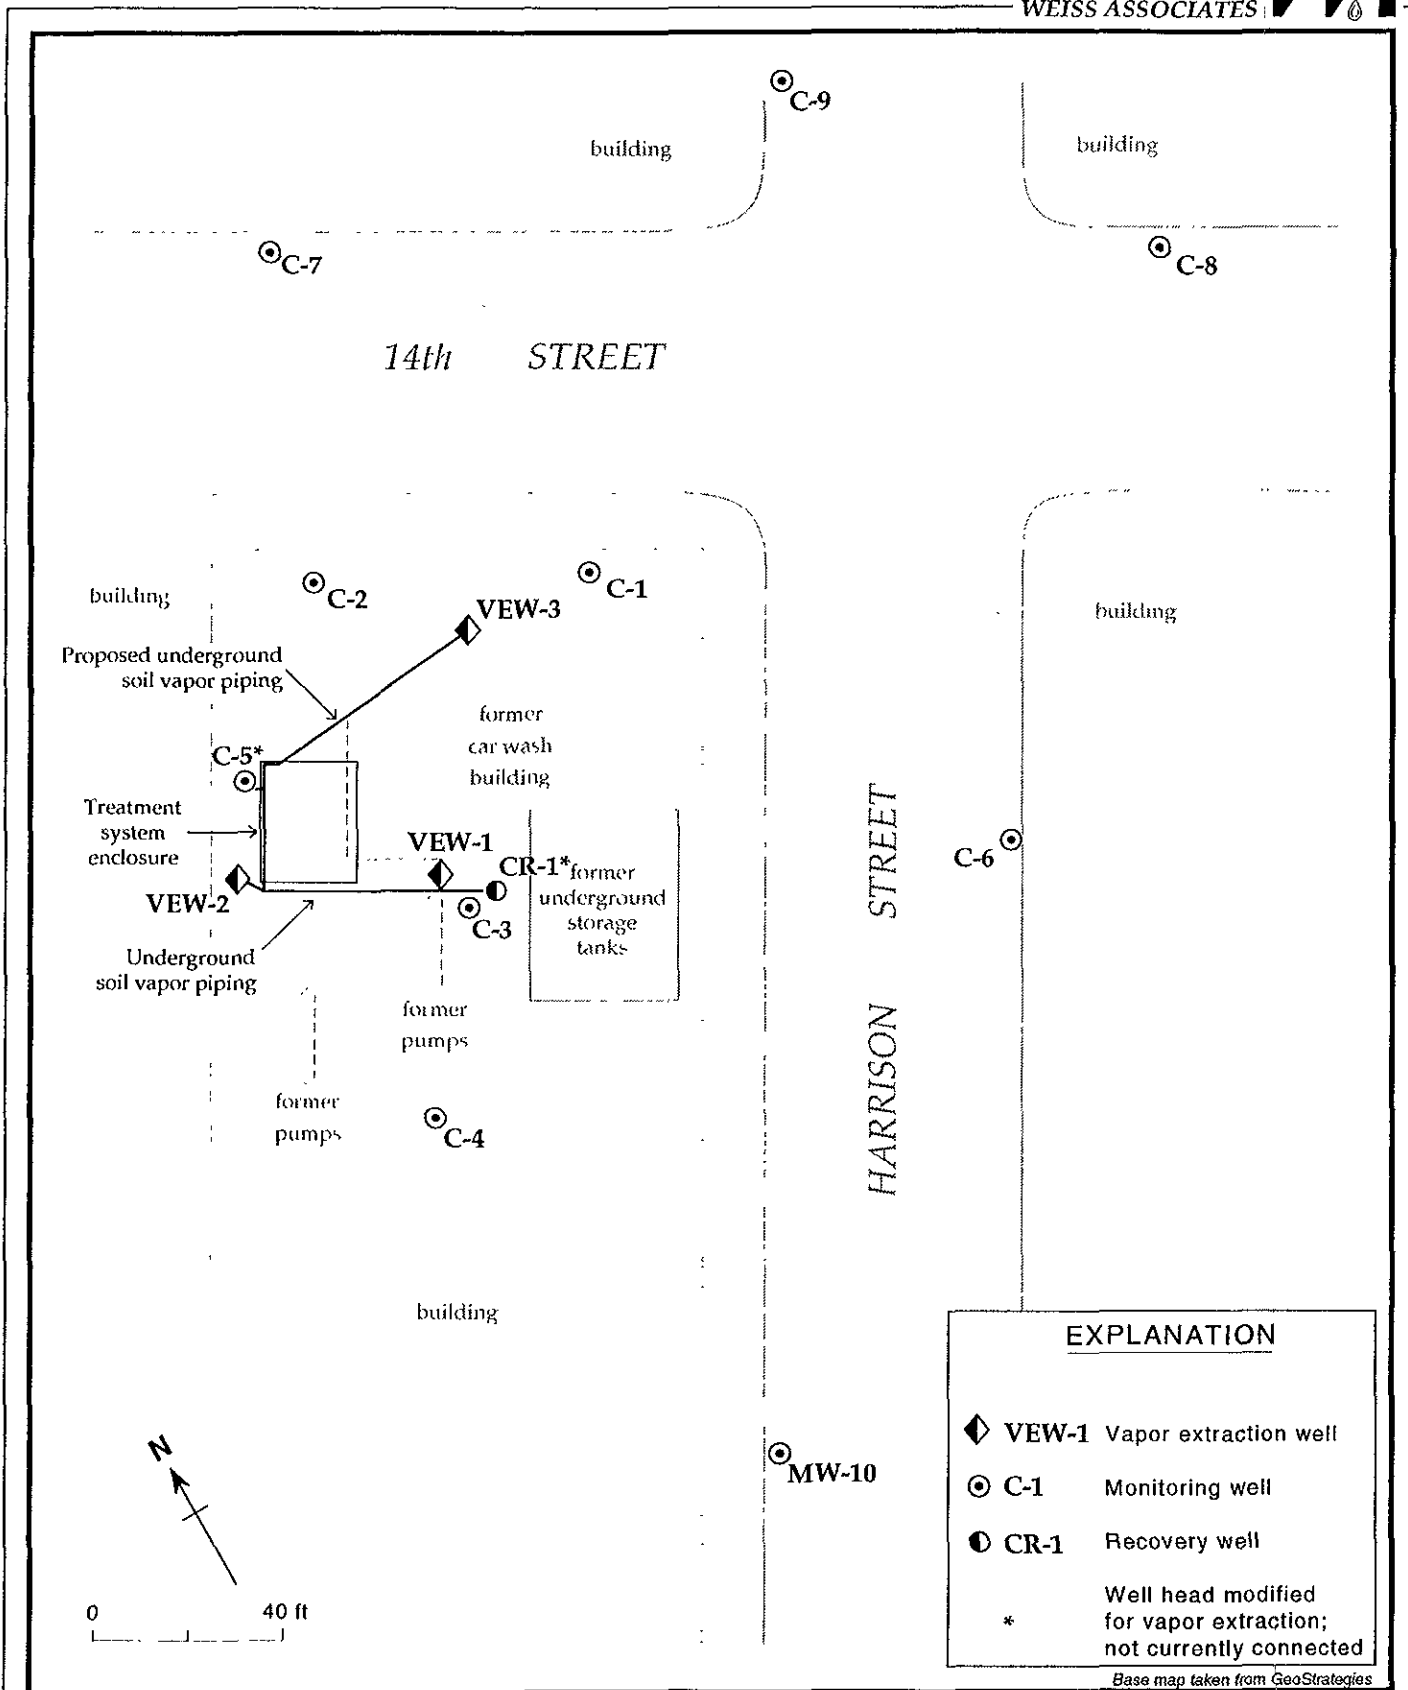 WEISS ASSOCIATES
C-9
building
building
C-7
C-8
14th STREET
C-1
C-2
building
VEW-3
building
Proposed underground
soil vapor piping
former
car wash
building
C-5*
Treatment
system
enclosure
VEW-1
CR-1*
C-6
former
underground
storage
tanks
VEW-2
C-3
HARRISON STREET
Underground
soil vapor piping
former
pumps
former
pumps
C-4
building
MW-10
N
0 40 ft
EXPLANATION
VEW-1 Vapor extraction well
C-1 Monitoring well
CR-1 Recovery well
* Well head modified
for vapor extraction;
not currently connected
Base map taken from GeoStrategies